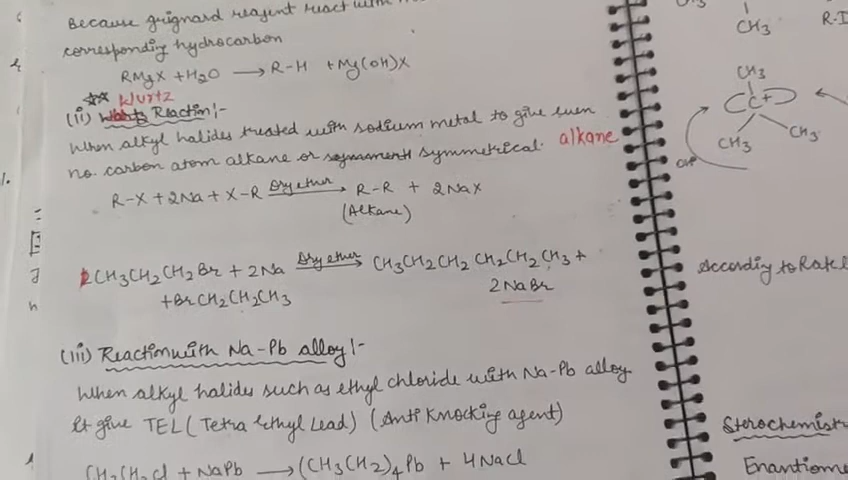 Because grignard reagent react with
corresponding hydrocarbon
RMgX + H2O → R-H + Mg(OH)X
Wurtz
(ii) Reaction:-
When alkyl halides treated with sodium metal to give even
no. carbon atom alkane or symmetrical alkane
R-X + 2Na + X-R Dry ether → R-R + 2NaX
(Alkane)
CH3CH2CH2Br + 2Na Dry ether → CH3CH2CH2 CH2CH2CH3 +
+BrCH2CH2CH3
2NaBr
(iii) Reaction with Na-Pb alloy:-
When alkyl halides such as ethyl chloride with Na-Pb alloy
it give TEL (Tetra Ethyl Lead) (Anti Knocking agent)
CH3CH2Cl + NaPb → (CH3CH2)4Pb + 4NaCl
CH3
R-I
CH3
C+
CH3
CH3
According to Rate
Sterochemist
Enantiome